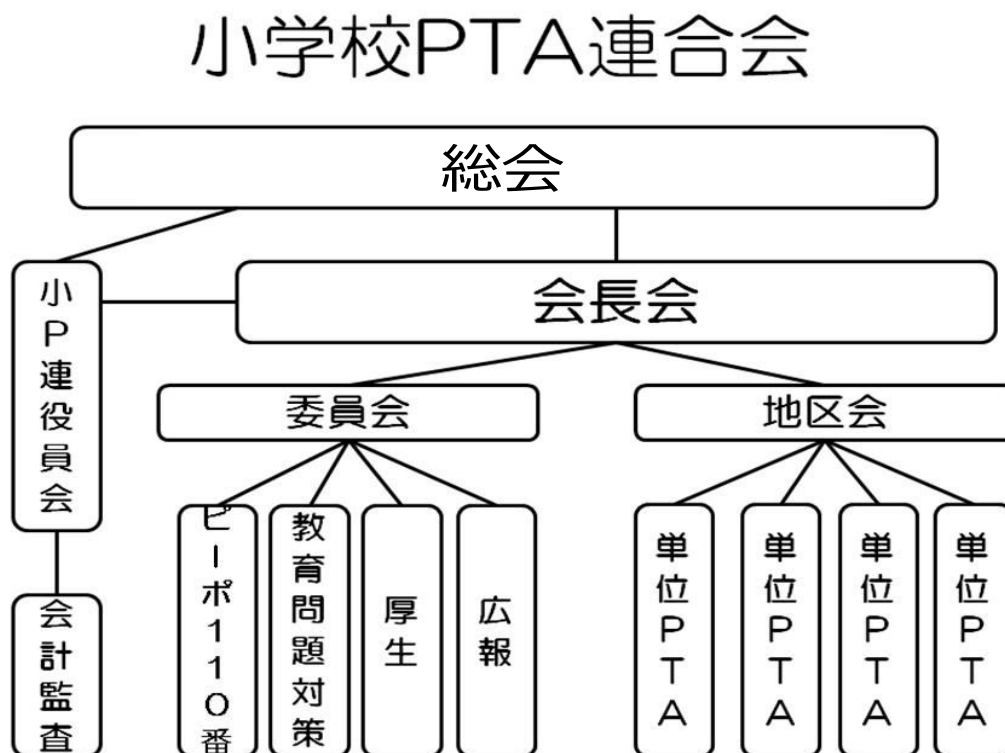 小学校PTA連合会
総会
小P連役員会
会長会
委員会
地区会
ピーポ110番
教育問題対策
厚生
広報
単位PTA
単位PTA
単位PTA
単位PTA
会計監査